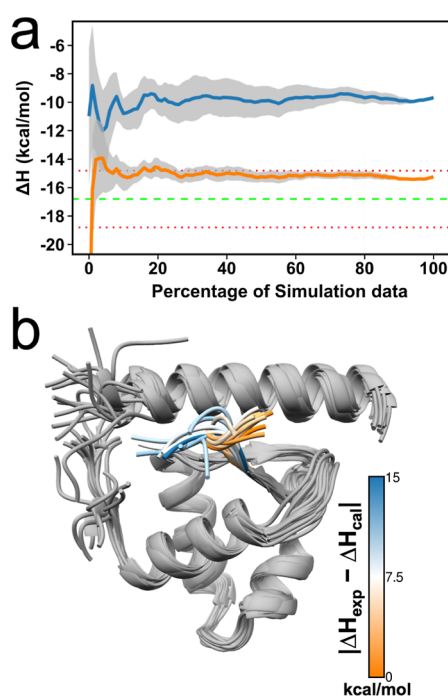 a
ΔH (kcal/mol)
-6
-8
-10
-12
-14
-16
-18
-20
0 20 40 60 80 100
Percentage of Simulation data
b
|ΔHexp − ΔHcal|
15
7.5
0
kcal/mol